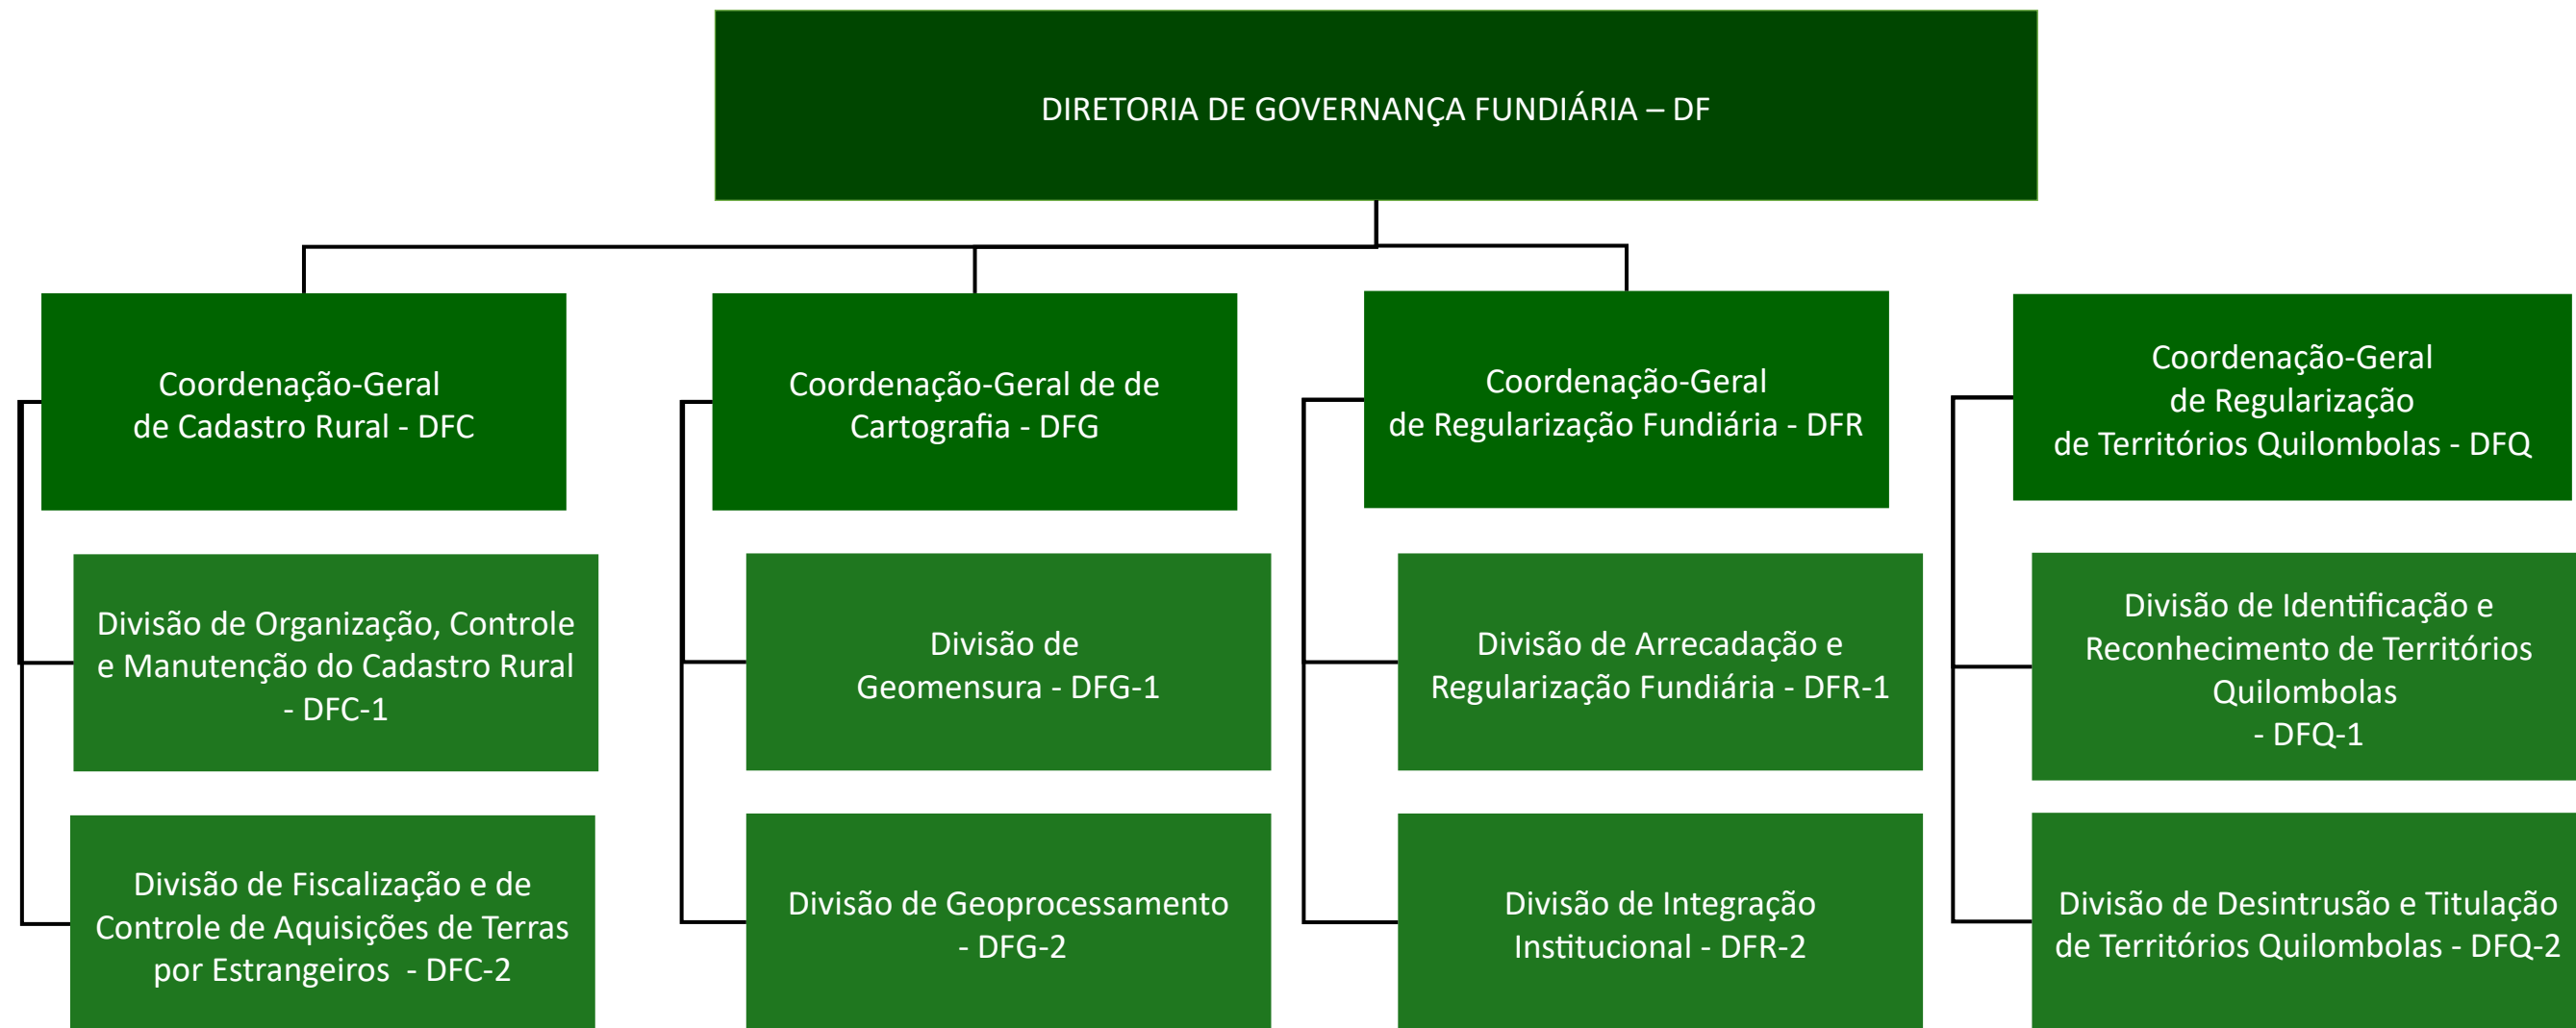 DIRETORIA DE GOVERNANÇA FUNDIÁRIA – DF
Coordenação-Geral
de Cadastro Rural - DFC
Coordenação-Geral de de
Cartografia - DFG
Coordenação-Geral
de Regularização Fundiária - DFR
Coordenação-Geral
de Regularização
de Territórios Quilombolas - DFQ
Divisão de Organização, Controle
e Manutenção do Cadastro Rural
- DFC-1
Divisão de
Geomensura - DFG-1
Divisão de Arrecadação e
Regularização Fundiária - DFR-1
Divisão de Identificação e
Reconhecimento de Territórios
Quilombolas
- DFQ-1
Divisão de Fiscalização e de
Controle de Aquisições de Terras
por Estrangeiros  - DFC-2
Divisão de Geoprocessamento
- DFG-2
Divisão de Integração
Institucional - DFR-2
Divisão de Desintrusão e Titulação
de Territórios Quilombolas - DFQ-2